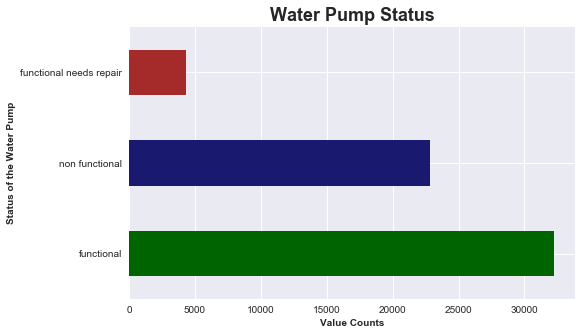 Water Pump Status
Status of the Water Pump
functional needs repair
non functional
functional
0 5000 10000 15000 20000 25000 30000
Value Counts